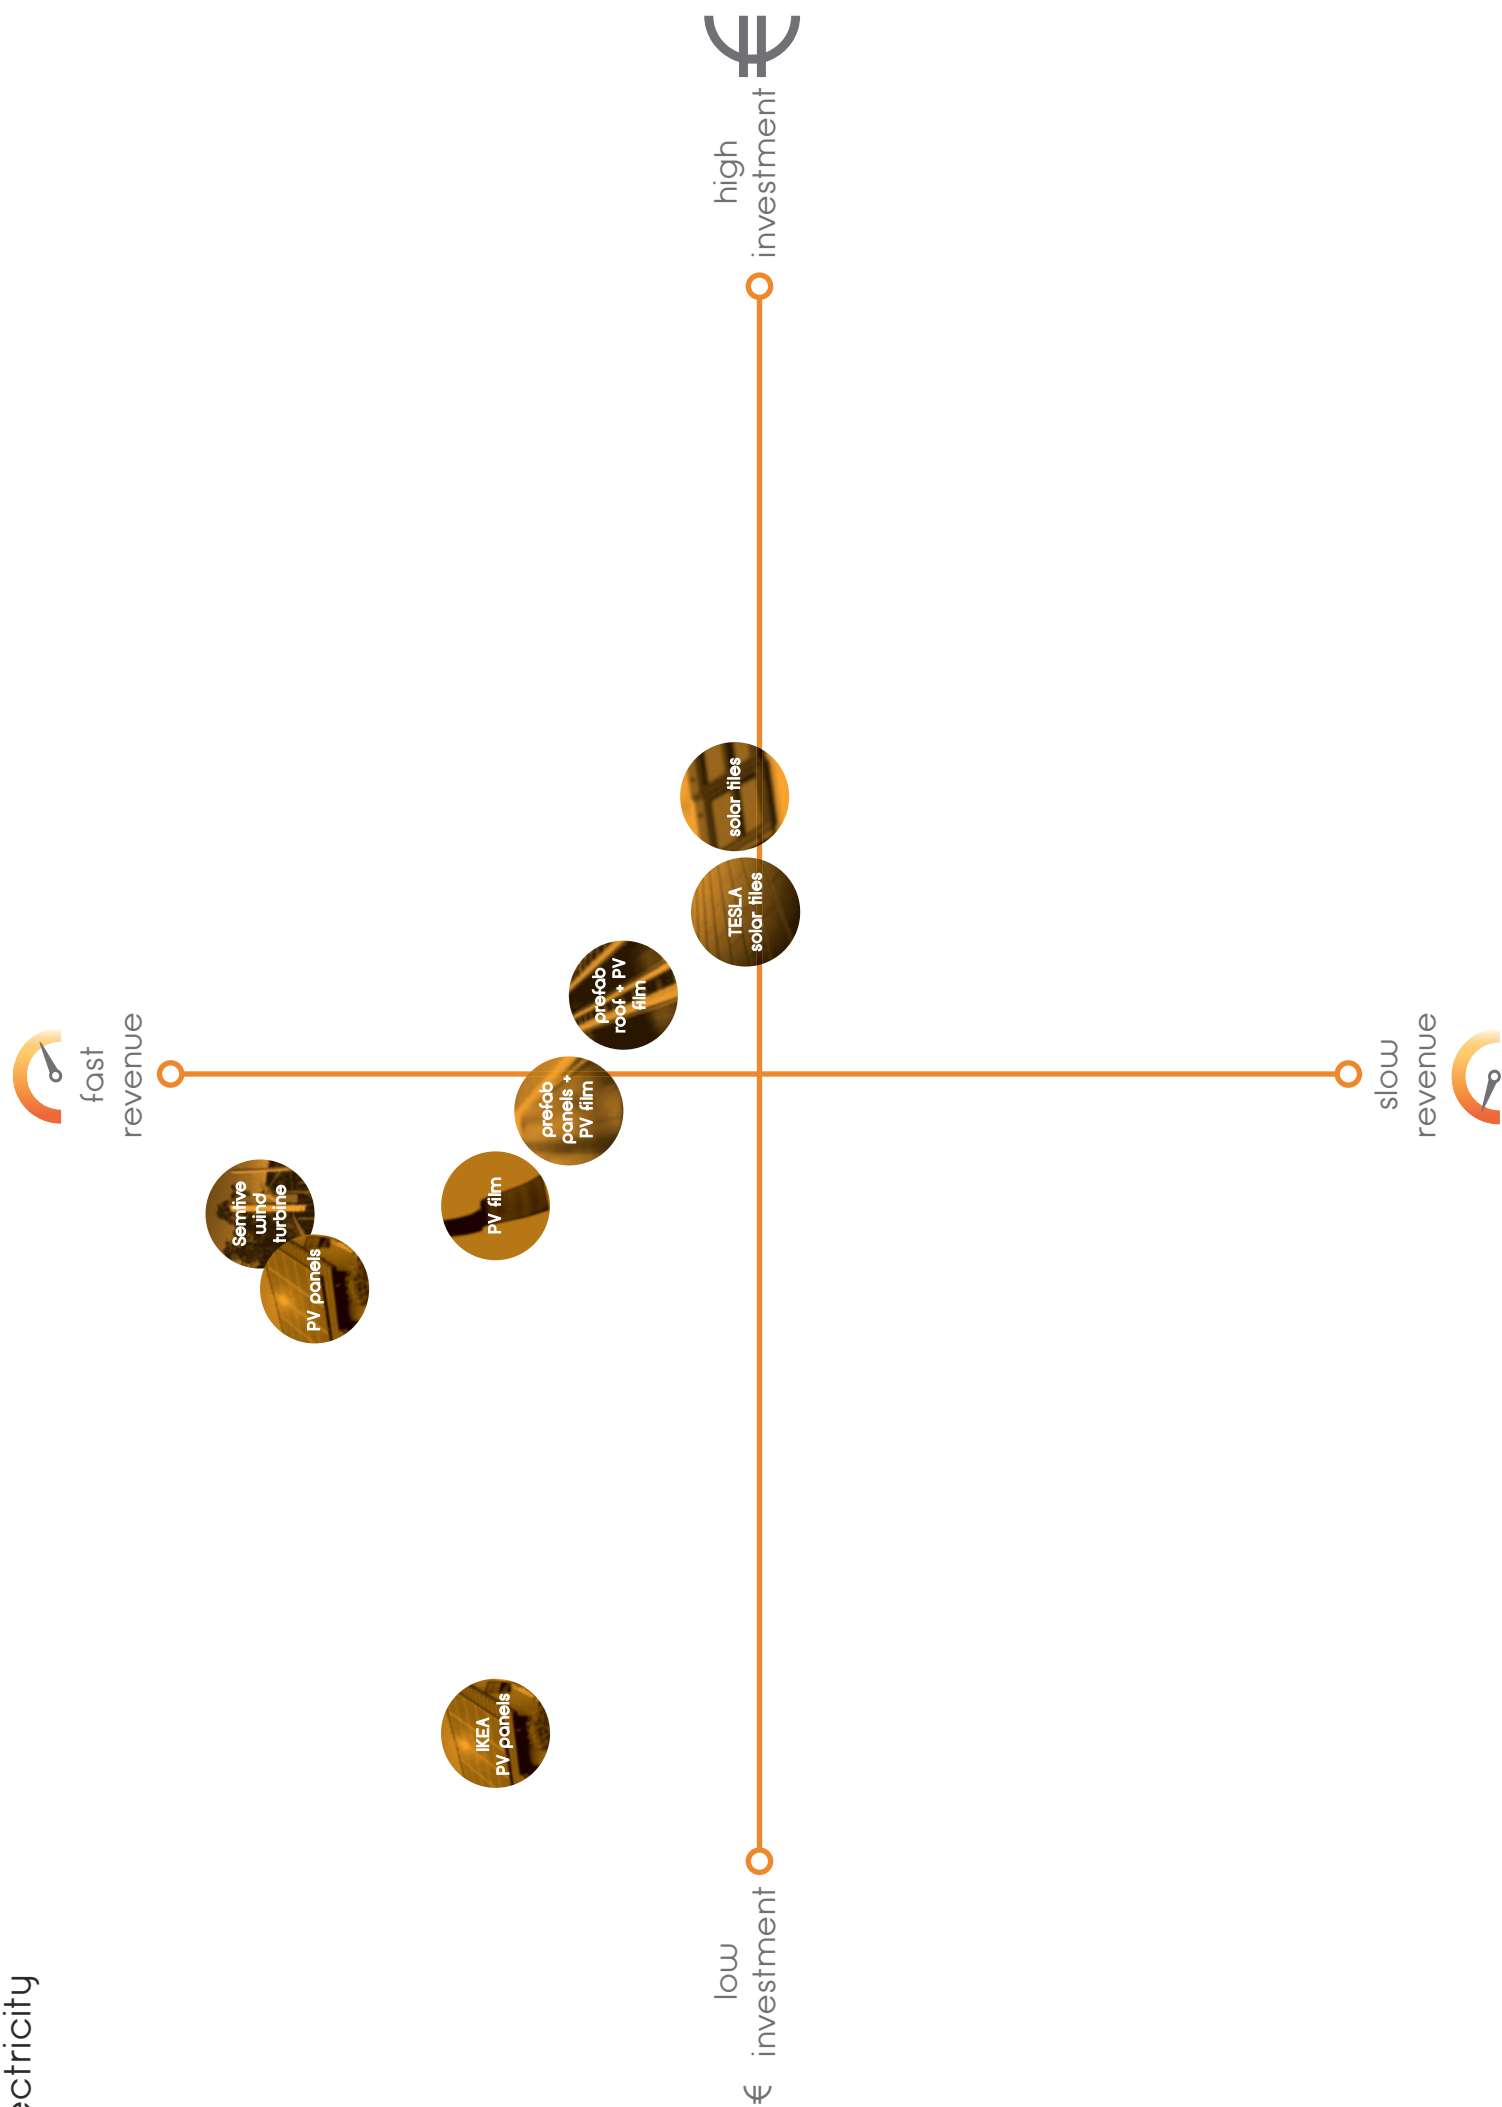 ectricity
fast
revenue
Semtive
wind
turbine
PV panels
IKEA
PV panels
PV film
prefab
panels +
PV film
prefab
roof + PV
film
TESLA
solar tiles
solar tiles
€
low
investment
high
investment
€
slow
revenue